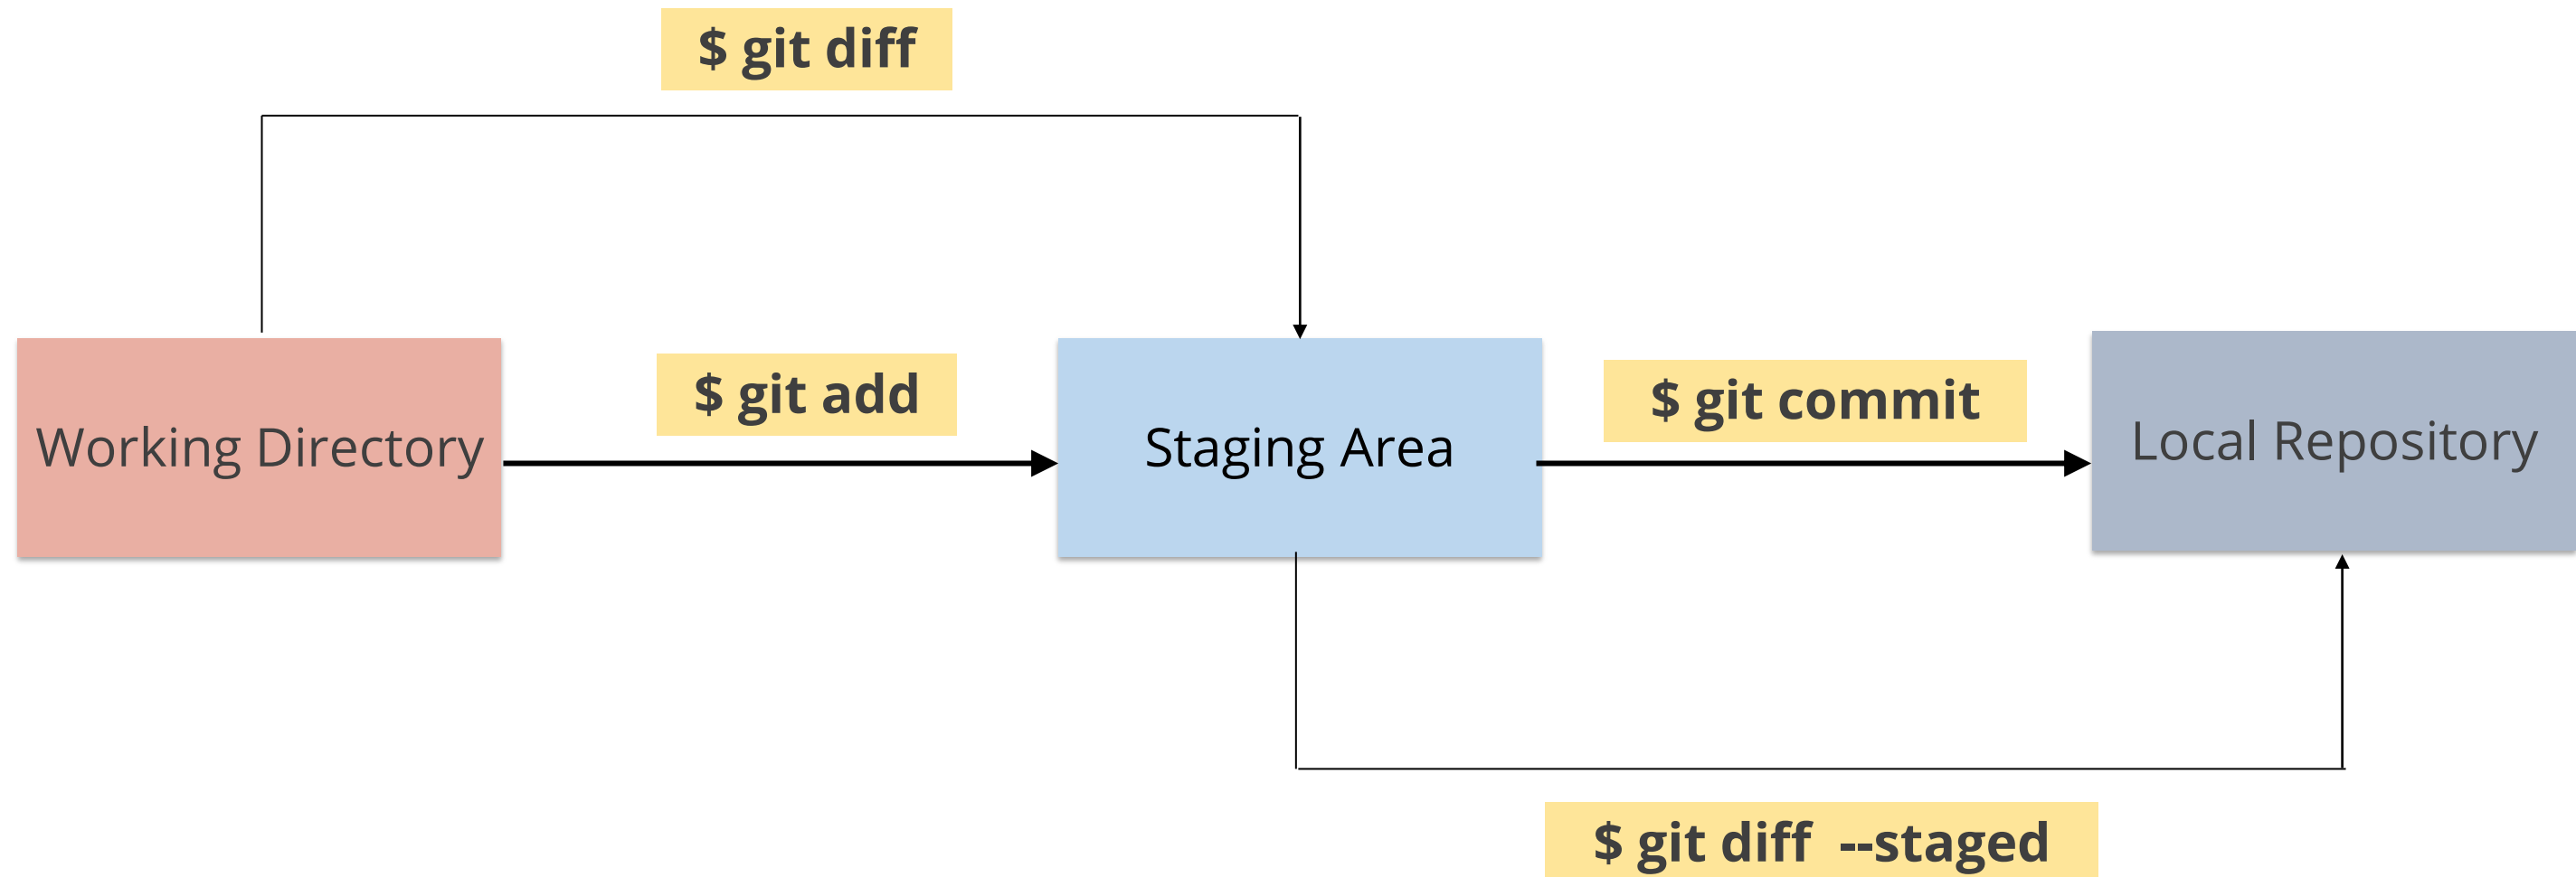 $ git diff
$ git add
$ git commit
Working Directory
Staging Area
Local Repository
$ git diff  --staged